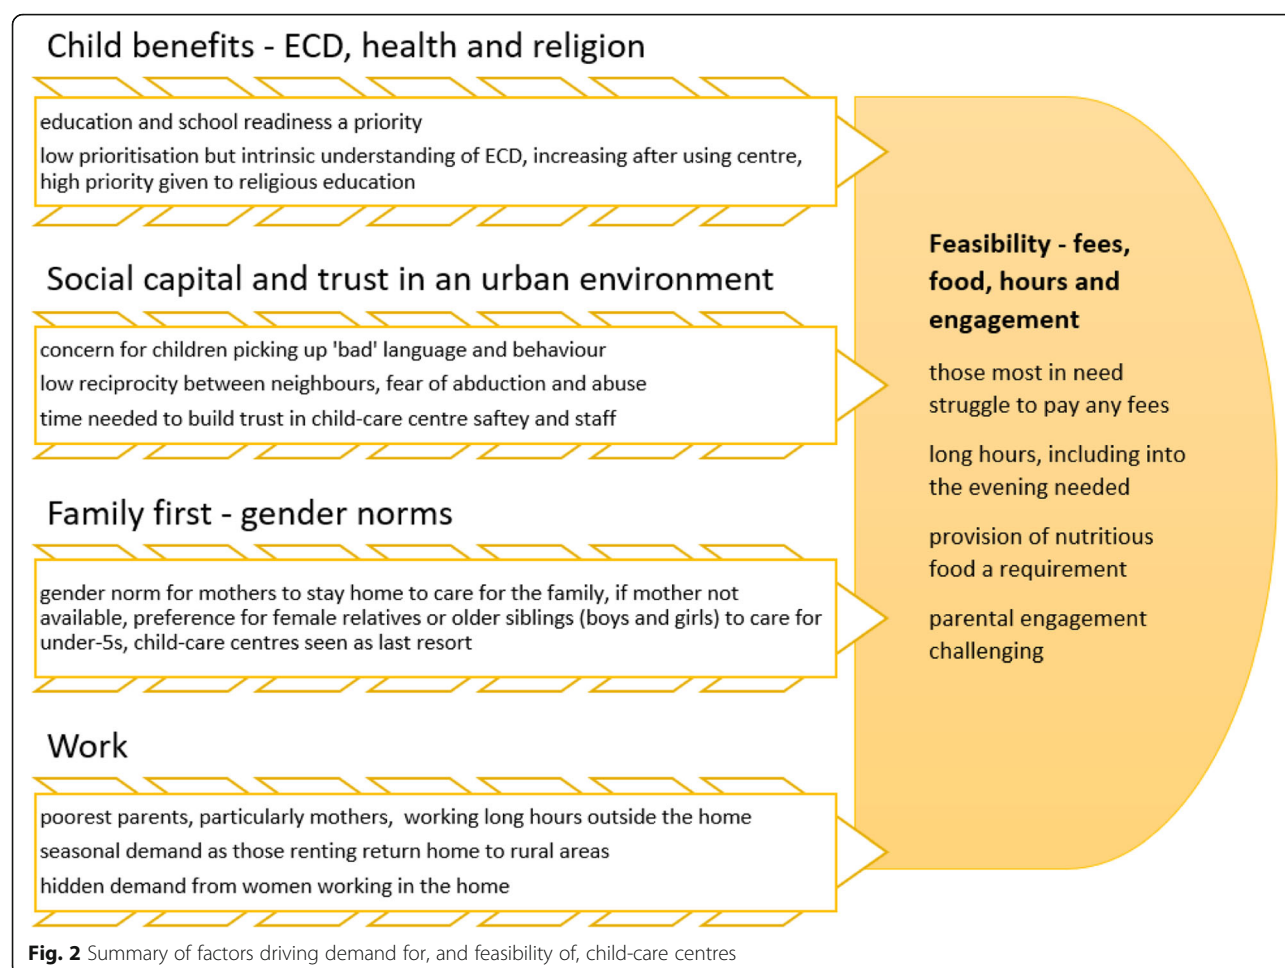 Child benefits - ECD, health and religion
education and school readiness a priority
low prioritisation but intrinsic understanding of ECD, increasing after using centre,
high priority given to religious education
Social capital and trust in an urban environment
concern for children picking up 'bad' language and behaviour
low reciprocity between neighbours, fear of abduction and abuse
time needed to build trust in child-care centre saftey and staff
Family first - gender norms
gender norm for mothers to stay home to care for the family, if mother not
available, preference for female relatives or older siblings (boys and girls) to care for
under-5s, child-care centres seen as last resort
Work
poorest parents, particularly mothers, working long hours outside the home
seasonal demand as those renting return home to rural areas
hidden demand from women working in the home
Feasibility - fees,
food, hours and
engagement
those most in need
struggle to pay any fees
long hours, including into
the evening needed
provision of nutritious
food a requirement
parental engagement
challenging
Fig. 2 Summary of factors driving demand for, and feasibility of, child-care centres